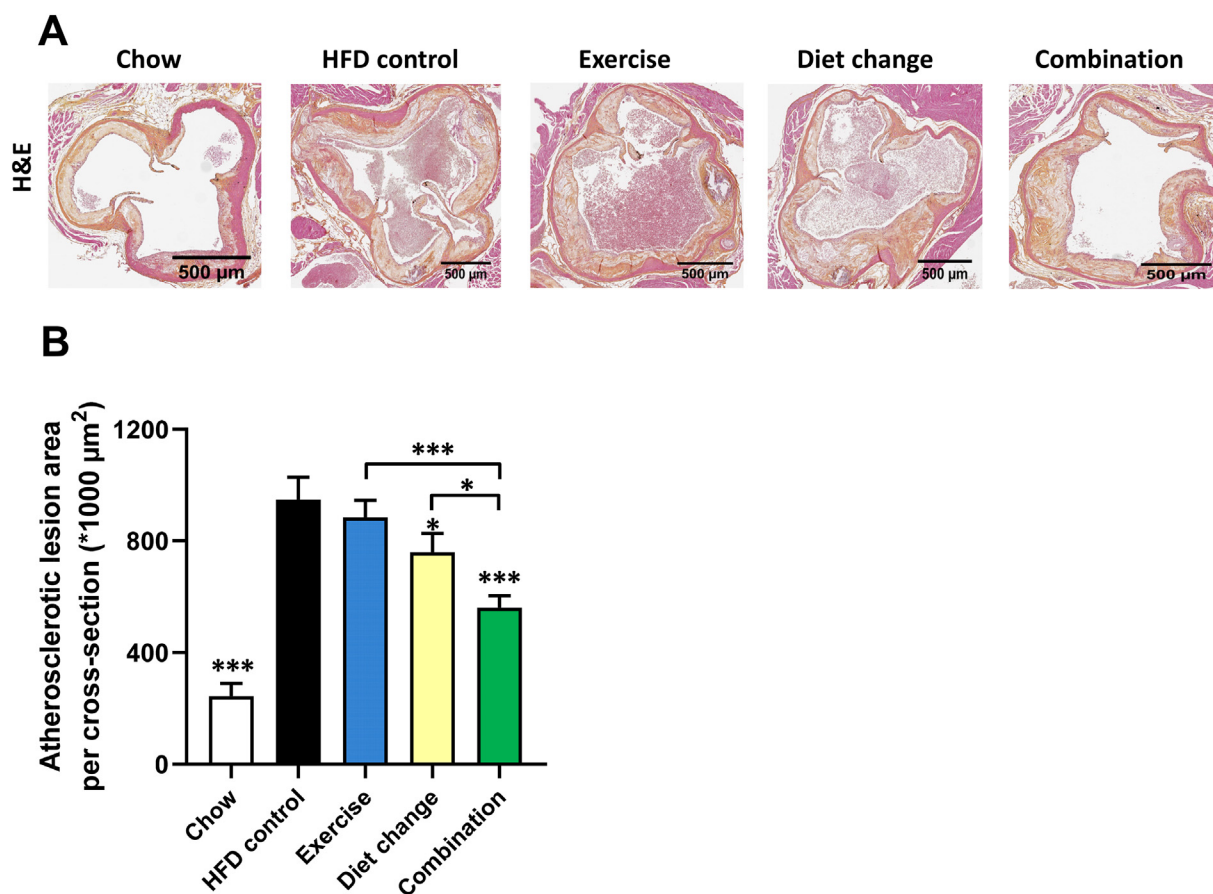 A
Chow HFD control Exercise Diet change Combination
H&E
500 µm 500 µm 500 µm 500 µm 500 µm
B
Atherosclerotic lesion area
per cross-section (*1000 µm²)
1200
800
400
0
***
*
***
*
***
Chow HFD control Exercise Diet change Combination